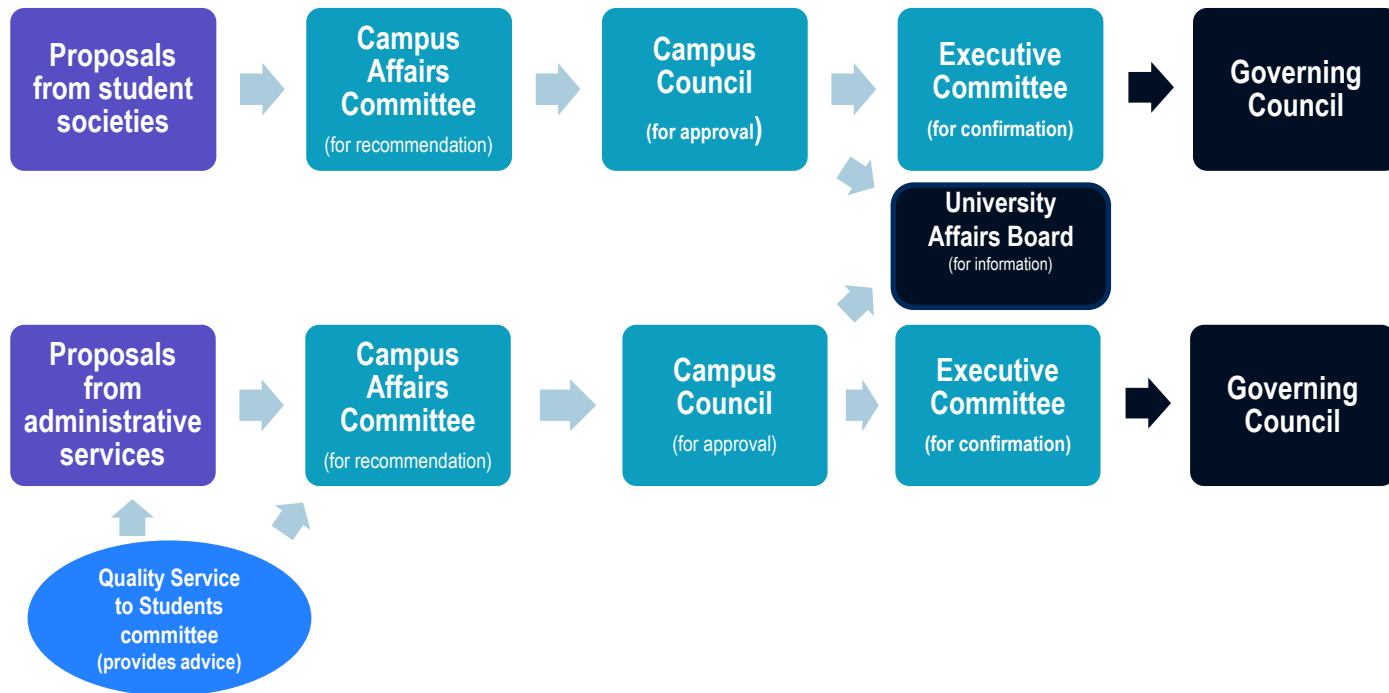 Proposals
from student
societies
Campus
Affairs
Committee
(for recommendation)
Campus
Council
(for approval)
Executive
Committee
(for confirmation)
Governing
Council
University
Affairs Board
(for information)
Proposals
from
administrative
services
Campus
Affairs
Committee
(for recommendation)
Campus
Council
(for approval)
Executive
Committee
(for confirmation)
Governing
Council
Quality Service
to Students
committee
(provides advice)